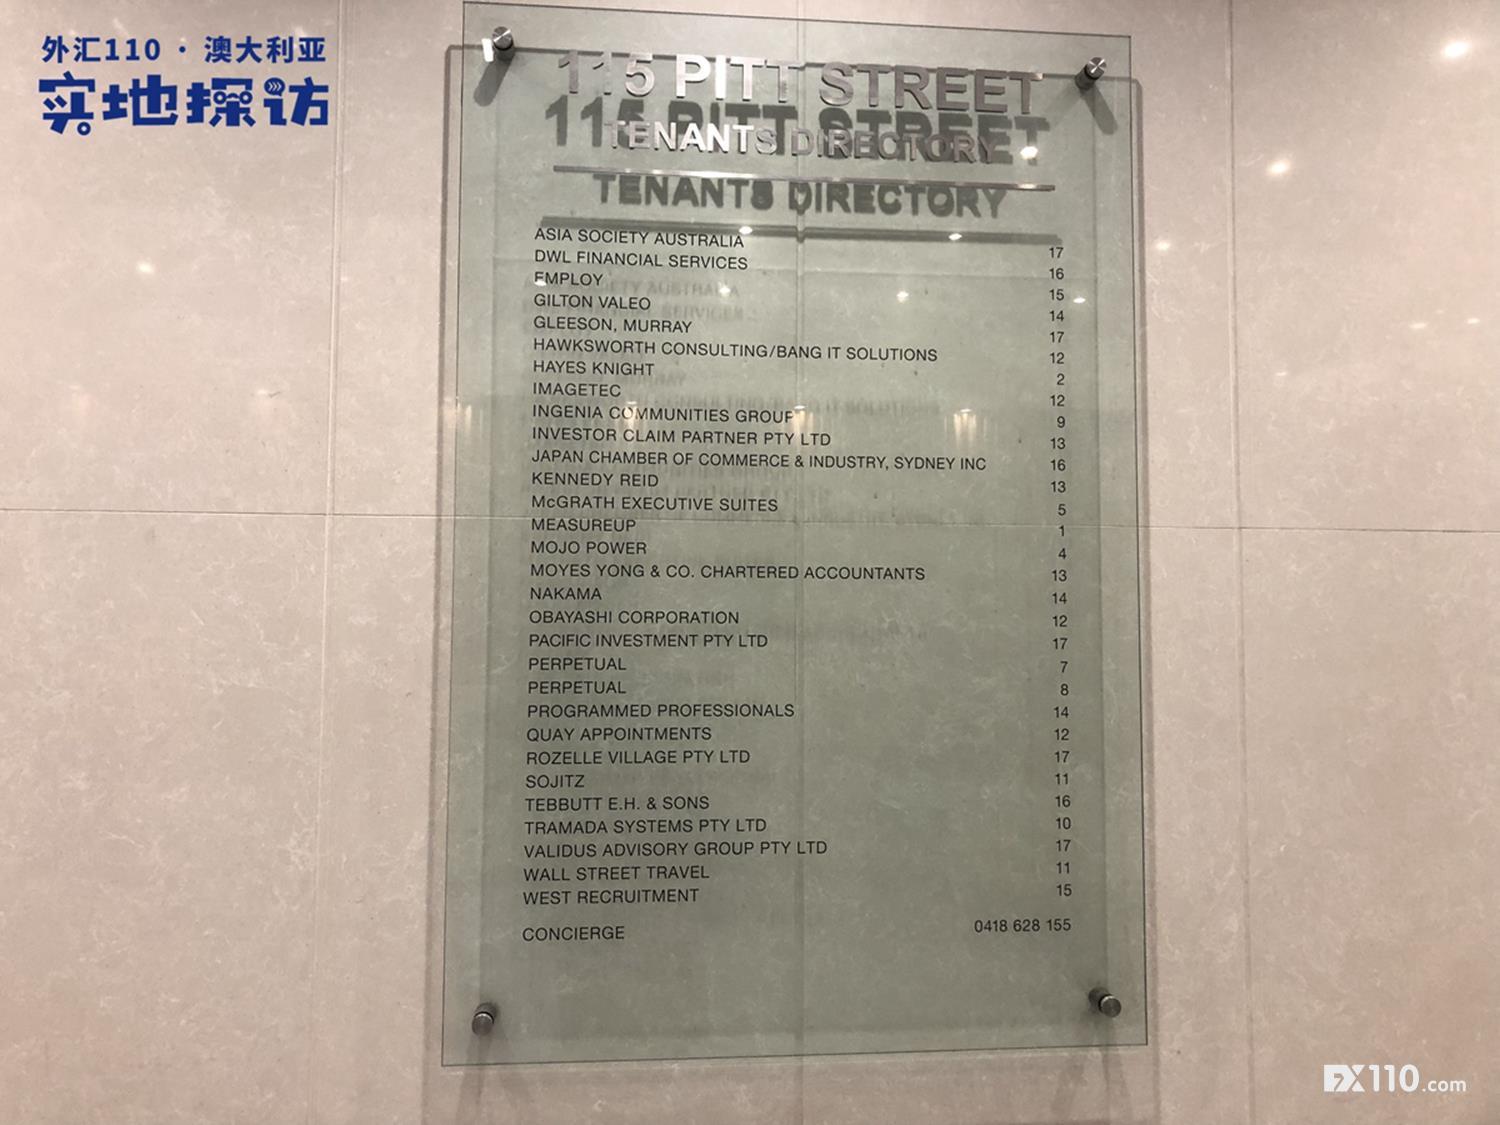 外汇110 · 澳大利亚
实地探访
115 PITT STREET
TENANTS DIRECTORY
ASIA SOCIETY AUSTRALIA 17
DWL FINANCIAL SERVICES 16
EMPLOY 15
GILTON VALEO 14
GLEESON, MURRAY 17
HAWKSWORTH CONSULTING/BANG IT SOLUTIONS 12
HAYES KNIGHT 2
IMAGETEC 12
INGENIA COMMUNITIES GROUP 9
INVESTOR CLAIM PARTNER PTY LTD 13
JAPAN CHAMBER OF COMMERCE & INDUSTRY, SYDNEY INC 16
KENNEDY REID 13
McGRATH EXECUTIVE SUITES 5
MEASUREUP 1
MOJO POWER 4
MOYES YONG & CO. CHARTERED ACCOUNTANTS 13
NAKAMA 14
OBAYASHI CORPORATION 12
PACIFIC INVESTMENT PTY LTD 17
PERPETUAL 7
PERPETUAL 8
PROGRAMMED PROFESSIONALS 14
QUAY APPOINTMENTS 12
ROZELLE VILLAGE PTY LTD 17
SOJITZ 11
TEBBUTT E.H. & SONS 16
TRAMADA SYSTEMS PTY LTD 10
VALIDUS ADVISORY GROUP PTY LTD 17
WALL STREET TRAVEL 11
WEST RECRUITMENT 15
CONCIERGE 0418 628 155
FX110.com